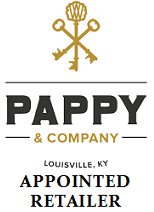 PAPPY
& COMPANY
LOUISVILLE, KY
APPOINTED
RETAILER